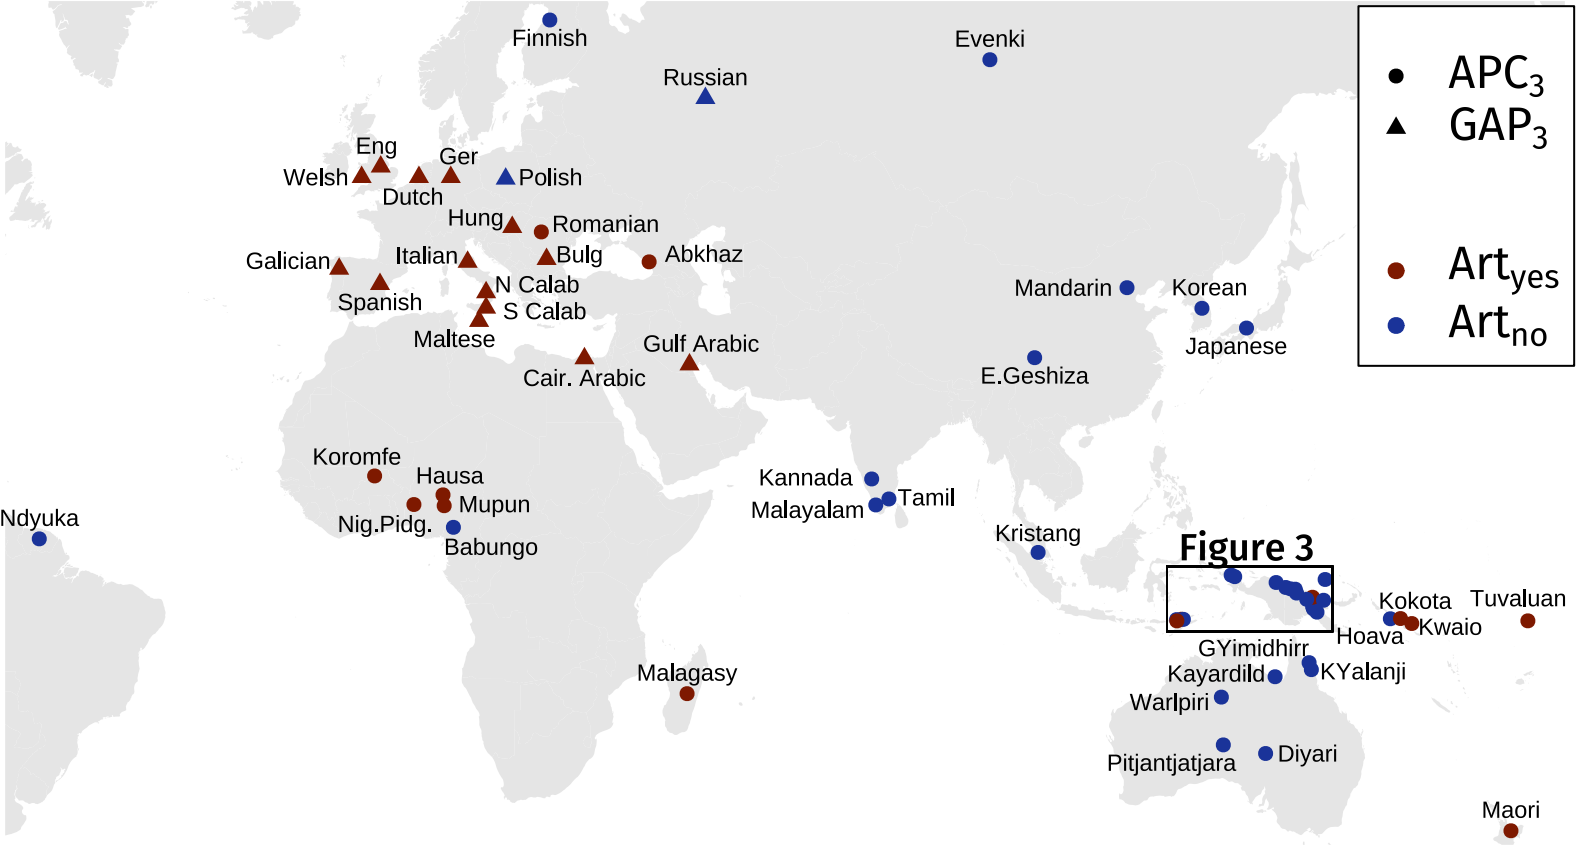 Finnish
Evenki
Russian
APC3
GAP3
Eng
Ger
Welsh
Dutch
Polish
Hung
Romanian
Galician
Italian
Bulg
Abkhaz
Artyes
Artno
Spanish
N Calab
S Calab
Mandarin
Korean
Maltese
Gulf Arabic
Japanese
Cair. Arabic
E.Geshiza
Koromfe
Hausa
Kannada
Mupun
Tamil
Nig.Pidg.
Malayalam
Ndyuka
Babungo
Kristang
Figure 3
Kokota
Tuvaluan
Hoava
Kwaio
GYimidhirr
Malagasy
Kayardild
KYalanji
Warlpiri
Pitjantjatjara
Diyari
Maori